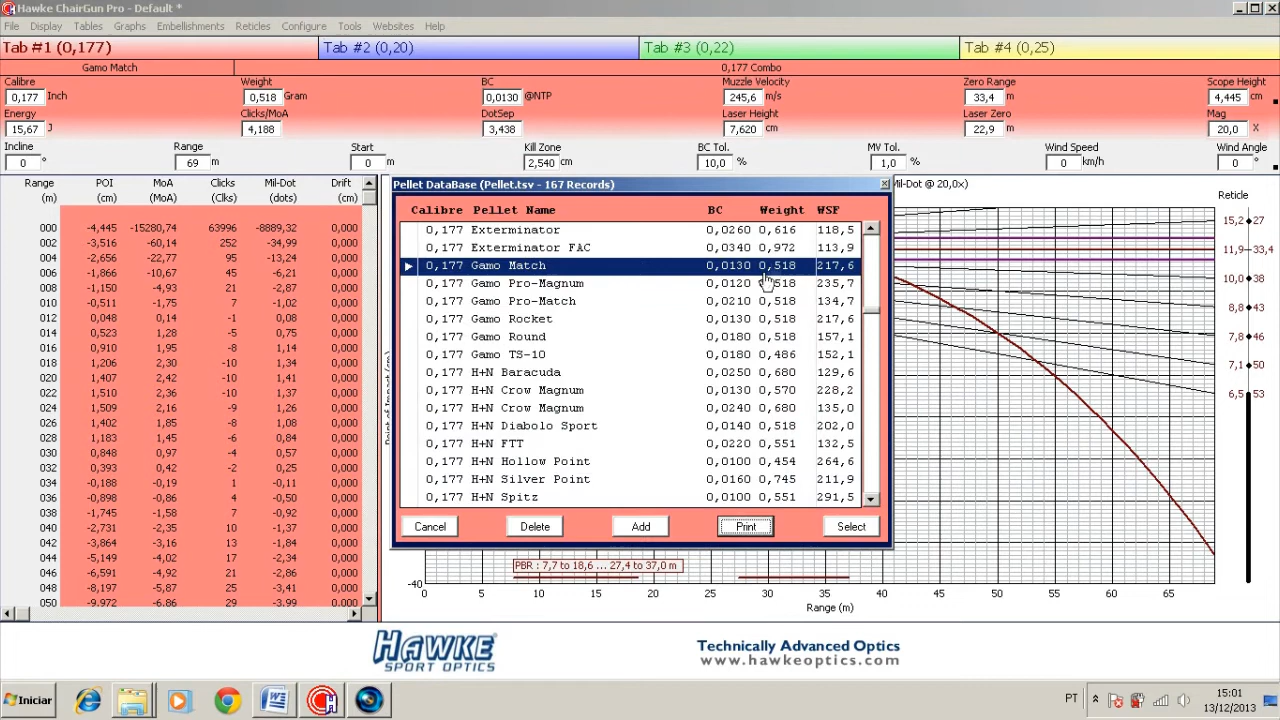 Hawke ChairGun Pro - Default *
File Display Tables Graphs Embellishments Reticles Configure Tools Websites Help
Tab #1 (0,177) Tab #2 (0,20) Tab #3 (0,22) Tab #4 (0,25)
Gamo Match 0,177 Combo
Calibre Weight BC Muzzle Velocity Zero Range Scope Height
0,177 Inch 0,518 Gram 0,0130 @NTP 245,6 m/s 33,4 m 4,445 cm
Energy Clicks/MoA DotSep Laser Height Laser Zero Mag
15,67 J 4,188 3,438 7,620 cm 22,9 m 20,0 X
Incline Range Start Kill Zone BC Tol. MV Tol. Wind Speed Wind Angle
0 ° 69 m 0 m 2,540 cm 10,0 % 1,0 % 0 km/h 0 °
Range POI MoA Clicks Mil-Dot Drift
(m) (cm) (MoA) (Clks) (dots) (cm)
000 -4,445 -15280,74 63996 -8889,32 0,000
002 -3,516 -60,14 252 -34,99 0,000
004 -2,656 -22,77 95 -13,24 0,000
006 -1,866 -10,67 45 -6,21 0,000
008 -1,149 -4,93 21 -2,87 0,000
010 -0,511 -1,75 7 -1,02 0,000
012 0,048 0,14 -1 0,08 0,000
014 0,523 1,28 -5 0,75 0,000
016 0,910 1,95 -8 1,14 0,000
018 1,206 2,30 -10 1,34 0,000
020 1,407 2,42 -10 1,41 0,000
022 1,511 2,36 -10 1,37 0,000
024 1,509 2,16 -9 1,26 0,000
026 1,402 1,85 -8 1,08 0,000
028 1,183 1,45 -6 0,84 0,000
030 0,848 0,97 -4 0,57 0,000
032 0,393 0,42 -2 0,25 0,000
034 -0,188 -0,19 1 -0,11 0,000
036 -0,898 -0,86 4 -0,50 0,000
038 -1,745 -1,58 7 -0,92 0,000
040 -2,731 -2,35 10 -1,37 0,000
042 -3,864 -3,16 13 -1,84 0,000
044 -5,149 -4,02 17 -2,34 0,000
046 -6,591 -4,92 21 -2,86 0,000
048 -8,197 -5,87 25 -3,41 0,000
050 -9,972 -6,86 29 -3,99 0,000
Pellet DataBase (Pellet.tsv - 167 Records)
Calibre Pellet Name BC Weight WSF
0,177 Exterminator 0,0260 0,616 118,5
0,177 Exterminator FAC 0,0340 0,972 113,9
0,177 Gamo Match 0,0130 0,518 217,6
0,177 Gamo Pro-Magnum 0,0120 0,518 235,7
0,177 Gamo Pro-Match 0,0210 0,518 134,7
0,177 Gamo Rocket 0,0130 0,518 217,6
0,177 Gamo Round 0,0180 0,518 157,1
0,177 Gamo TS-10 0,0180 0,486 152,1
0,177 H+N Baracuda 0,0250 0,680 129,6
0,177 H+N Crow Magnum 0,0130 0,570 228,2
0,177 H+N Crow Magnum 0,0240 0,680 135,0
0,177 H+N Diabolo Sport 0,0140 0,518 202,0
0,177 H+N FTT 0,0220 0,551 132,5
0,177 H+N Hollow Point 0,0100 0,454 264,6
0,177 H+N Silver Point 0,0160 0,745 211,9
0,177 H+N Spitz 0,0100 0,551 291,5
Cancel Delete Add Print Select
Mil-Dot @ 20,0x)
Reticle
15,2 27
11,9 33,4
10,0 38
8,8 43
7,9 46
7,1 50
6,5 53
PBR : 7,7 to 18,6 ... 27,4 to 37,0 m
-40
0 5 10 15 20 25 30 35 40 45 50 55 60 65
Range (m)
HAWKE
SPORT OPTICS
Technically Advanced Optics
www.hawkeoptics.com
Iniciar
PT
15:01
13/12/2013